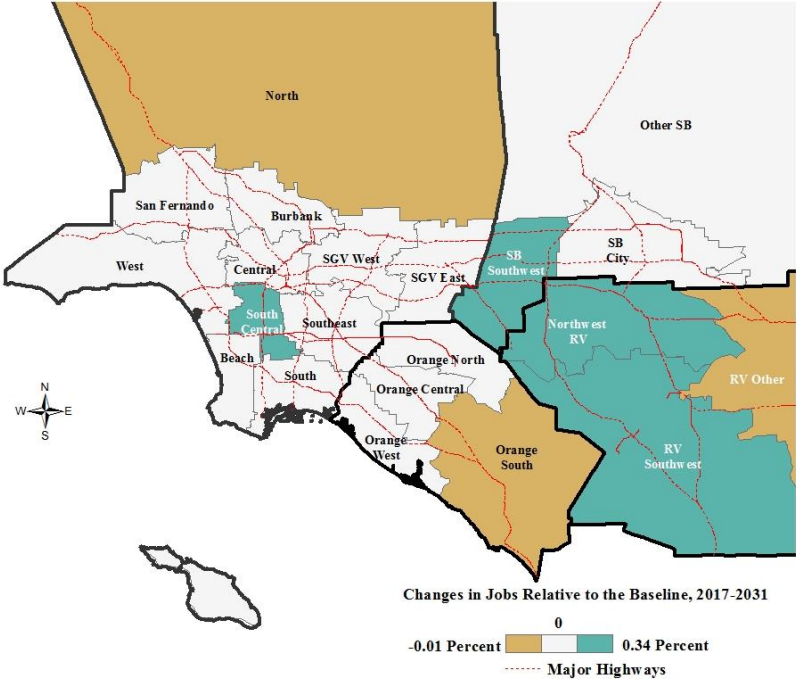 North
Other SB
San Fernando
Burbank
SB
City
SGV West
West
Central
SGV East
SB
Southwest
South
Central
Southeast
Northwest
RV
Beach
Orange North
South
Orange Central
RV Other
N
W E
S
Orange
West
Orange
South
RV
Southwest
Changes in Jobs Relative to the Baseline, 2017-2031
0
-0.01 Percent 0.34 Percent
Major Highways